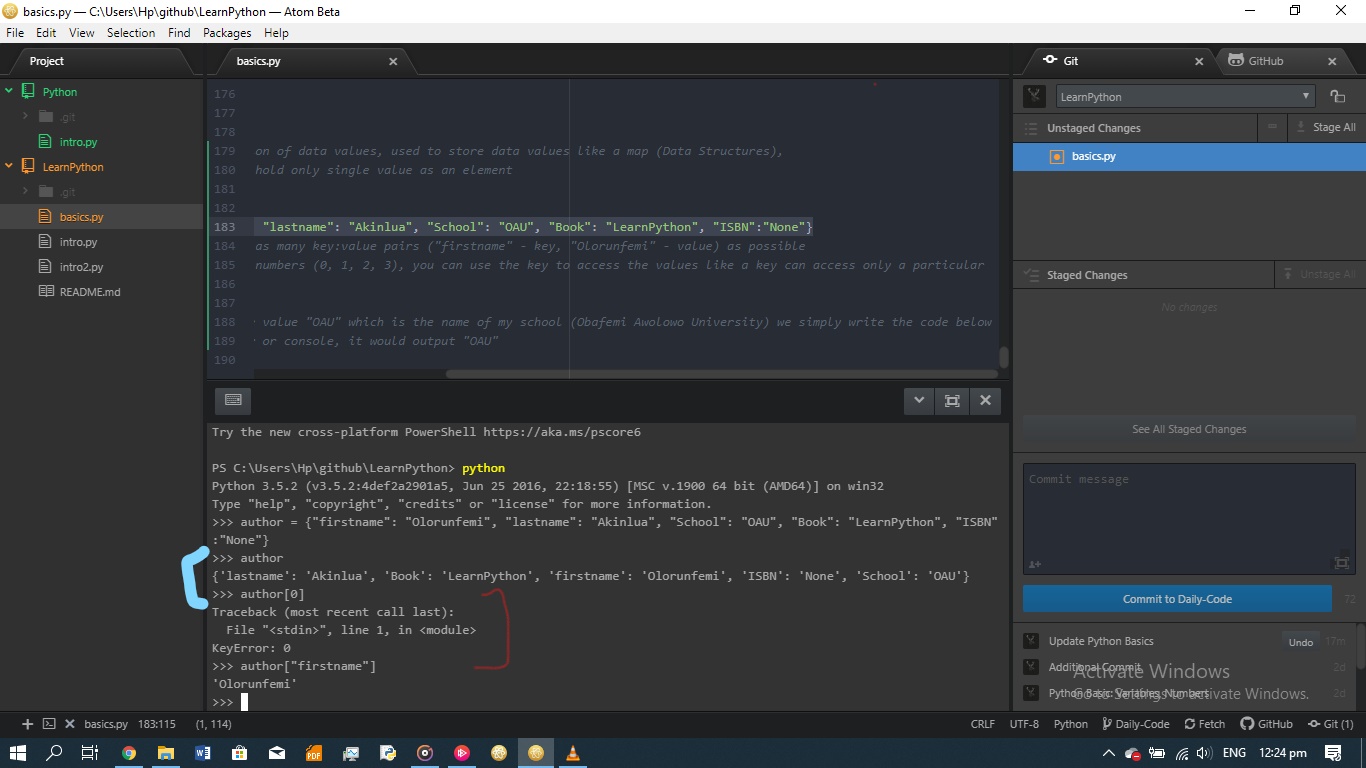 basics.py — C:\Users\Hp\github\LearnPython — Atom Beta
File Edit View Selection Find Packages Help
Project
Python
.git
intro.py
LearnPython
.git
basics.py
intro.py
intro2.py
README.md
basics.py
176
177
178
179 on of data values, used to store data values like a map (Data Structures),
180 hold only single value as an element
181
182
183 "lastname": "Akinlua", "School": "OAU", "Book": "LearnPython", "ISBN":"None"}
184 as many key:value pairs ("firstname" - key, "Olorunfemi" - value) as possible
185 numbers (0, 1, 2, 3), you can use the key to access the values like a key can access only a particular
186
187
188 value "OAU" which is the name of my school (Obafemi Awolowo University) we simply write the code below
189 or console, it would output "OAU"
190
Try the new cross-platform PowerShell https://aka.ms/pscore6
PS C:\Users\Hp\github\LearnPython> python
Python 3.5.2 (v3.5.2:4def2a2901a5, Jun 25 2016, 22:18:55) [MSC v.1900 64 bit (AMD64)] on win32
Type "help", "copyright", "credits" or "license" for more information.
>>> author = {"firstname": "Olorunfemi", "lastname": "Akinlua", "School": "OAU", "Book": "LearnPython", "ISBN"
:"None"}
>>> author
{'lastname': 'Akinlua', 'Book': 'LearnPython', 'firstname': 'Olorunfemi', 'ISBN': 'None', 'School': 'OAU'}
>>> author[0]
Traceback (most recent call last):
File "<stdin>", line 1, in <module>
KeyError: 0
>>> author["firstname"]
'Olorunfemi'
>>>
Git
GitHub
LearnPython
Unstaged Changes
Stage All
basics.py
Staged Changes
Unstage All
No changes
See All Staged Changes
Commit message
Commit to Daily-Code
72
Update Python Basics Undo 17m
Additional Commit 2d
Python Basic: Variables, Numbers 2d
Activate Windows
Go to Settings to activate Windows.
basics.py 183:115 (1, 114)
CRLF UTF-8 Python Daily-Code Fetch GitHub Git (1)
PDF
ENG 12:24 pm